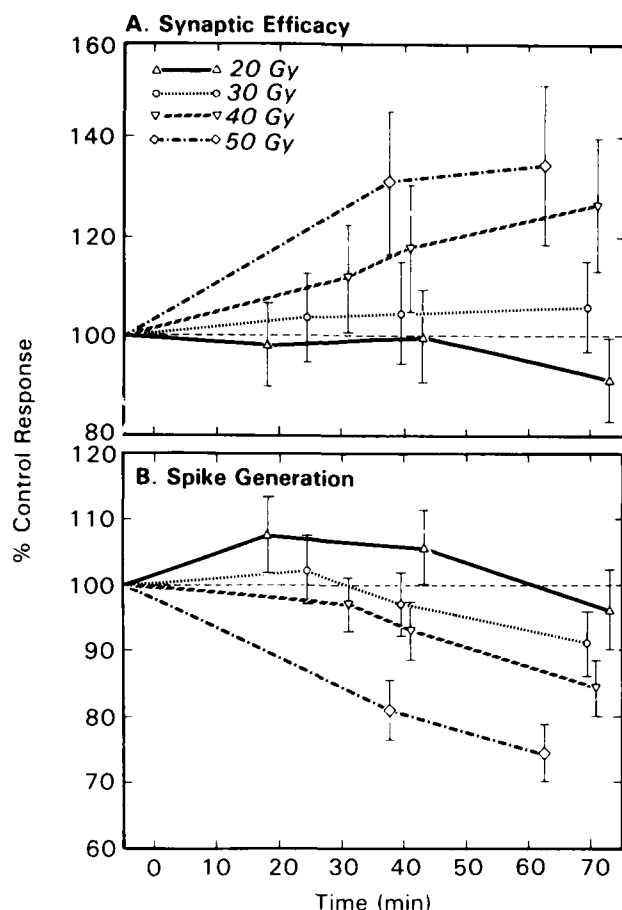 A. Synaptic Efficacy
160
140
120
100
80
20 Gy
30 Gy
40 Gy
50 Gy
% Control Response
B. Spike Generation
120
110
100
90
80
70
60
0 10 20 30 40 50 60 70
Time (min)